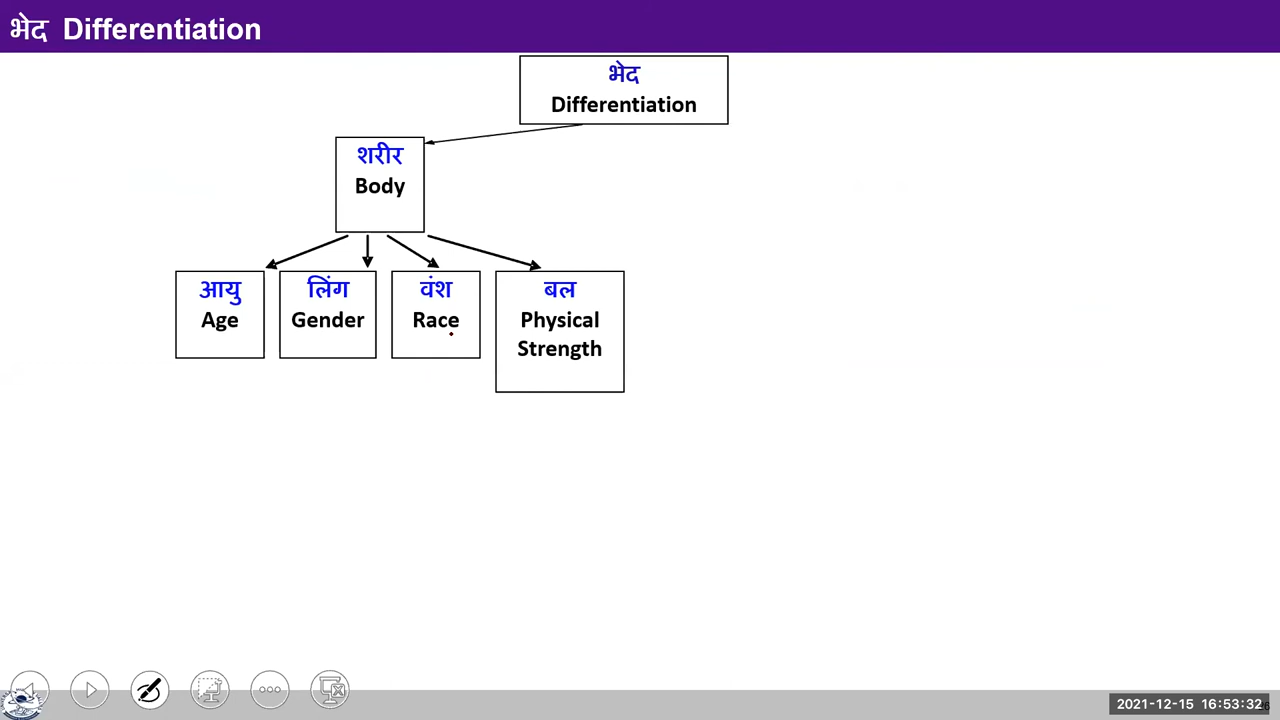 भेद Differentiation
भेद
Differentiation
शरीर
Body
आयु
Age
लिंग
Gender
वंश
Race
बल
Physical
Strength
2021-12-15 16:53:32